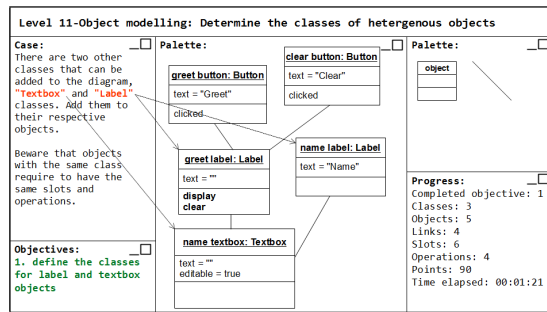 Level 11-Object modelling: Determine the classes of hetergenous objects
Case:
There are two other
classes that can be
added to the diagram,
"Textbox" and "Label"
classes. Add them to
their respective
objects.
Beware that objects
with the same class
require to have the
same slots and
operations.
Objectives:
1. define the classes
for label and textbox
objects
Palette:
greet button: Button
text = "Greet"
clicked
clear button: Button
text = "Clear"
clicked
greet label: Label
text = ""
display
clear
name label: Label
text = "Name"
name textbox: Textbox
text = ""
editable = true
Palette:
object
Progress:
Completed objective: 1
Classes: 3
Objects: 5
Links: 4
Slots: 6
Operations: 4
Points: 90
Time elapsed: 00:01:21